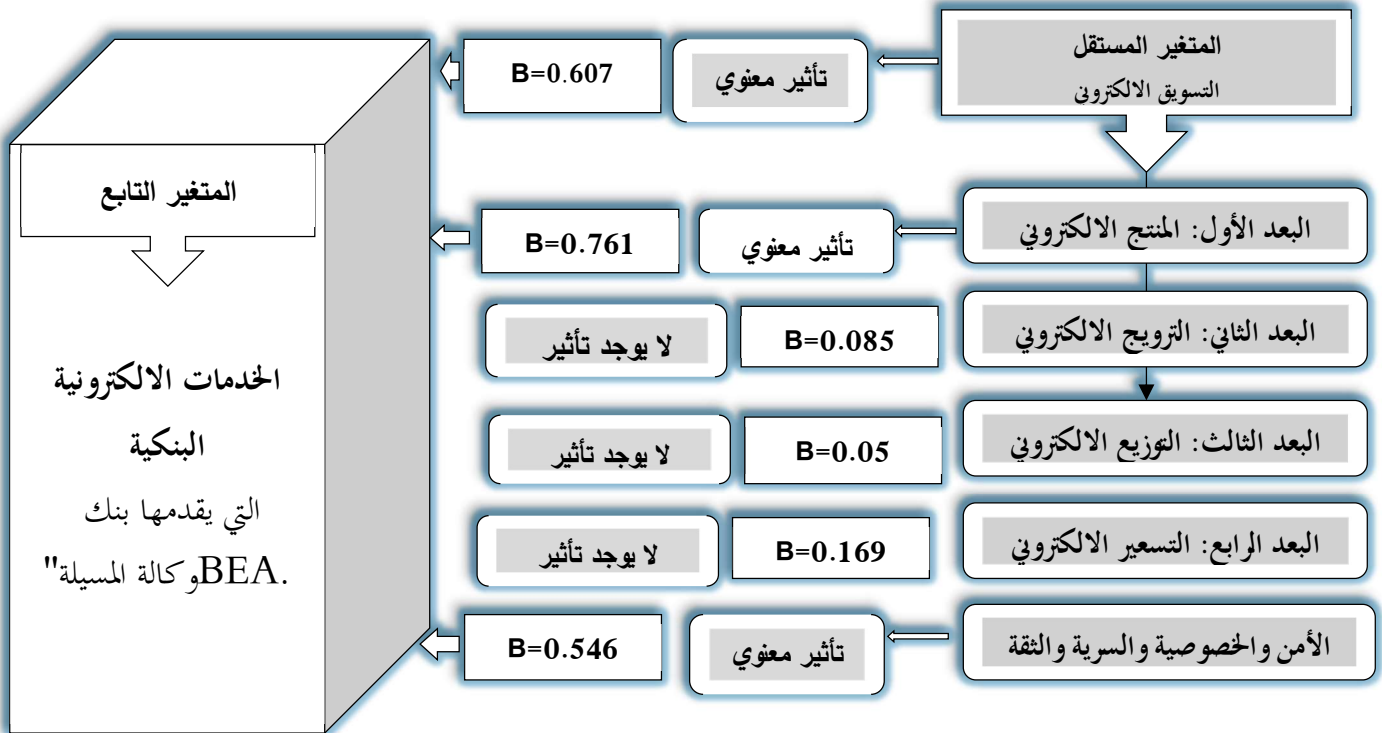 المتغير المستقل
التسويق الالكتروني
تأثير معنوي
B=0.607
البعد الأول: المنتج الالكتروني
تأثير معنوي
B=0.761
البعد الثاني: الترويج الالكتروني
B=0.085
لا يوجد تأثير
البعد الثالث: التوزيع الالكتروني
B=0.05
لا يوجد تأثير
البعد الرابع: التسعير الالكتروني
B=0.169
لا يوجد تأثير
الأمن والخصوصية والسرية والثقة
تأثير معنوي
B=0.546
المتغير التابع
الخدمات الالكترونية
البنكية
التي يقدمها بنك
.BEAوكالة المسيلة"